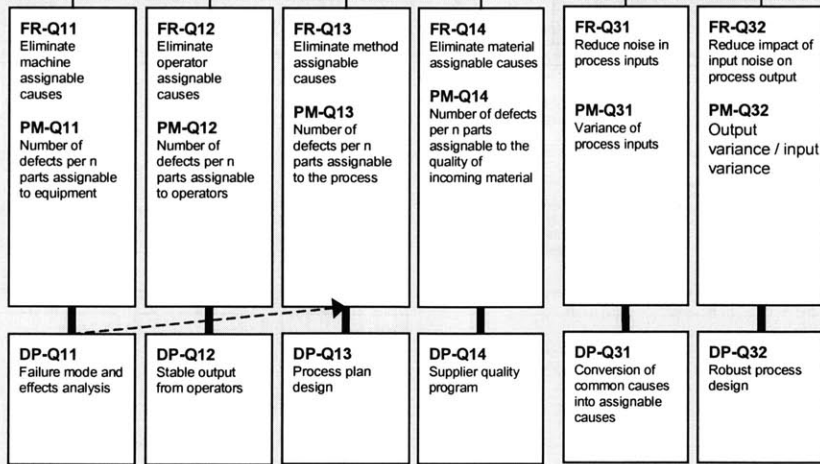 FR-Q11
Eliminate
machine
assignable
causes
PM-Q11
Number of
defects per n
parts assignable
to equipment
FR-Q12
Eliminate
operator
assignable
causes
PM-Q12
Number of
defects per n
parts assignable
to operators
FR-Q13
Eliminate method
assignable
causes
PM-Q13
Number of
defects per n
parts assignable
to the process
FR-Q14
Eliminate material
assignable causes
PM-Q14
Number of defects
per n parts
assignable to the
quality of
incoming material
FR-Q31
Reduce noise in
process inputs
PM-Q31
Variance of
process inputs
FR-Q32
Reduce impact of
input noise on
process output
PM-Q32
Output
variance / input
variance
DP-Q11
Failure mode and
effects analysis
DP-Q12
Stable output
from operators
DP-Q13
Process plan
design
DP-Q14
Supplier quality
program
DP-Q31
Conversion of
common causes
into assignable
causes
DP-Q32
Robust process
design